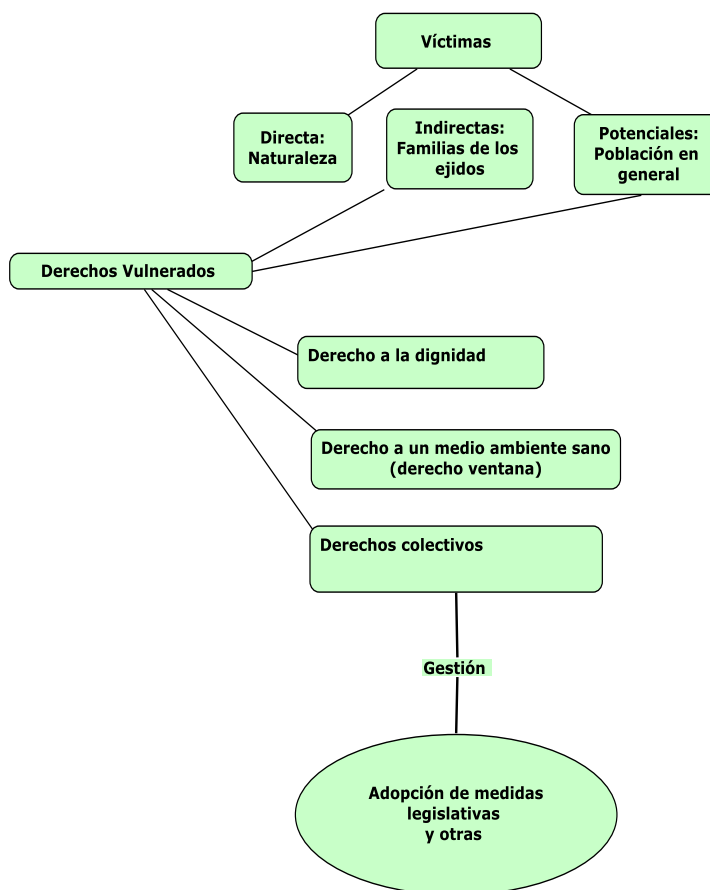 Víctimas
Directa:
Naturaleza
Indirectas:
Familias de los
ejidos
Potenciales:
Población en
general
Derechos Vulnerados
Derecho a la dignidad
Derecho a un medio ambiente sano
(derecho ventana)
Derechos colectivos
Gestión
Adopción de medidas
legislativas
y otras